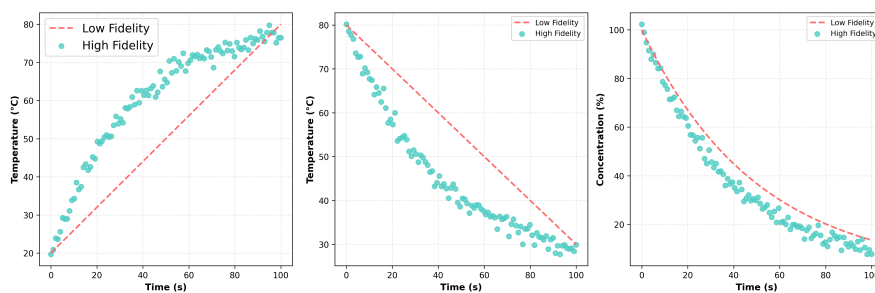 80
70
60
50
40
30
20
Temperature (°C)
0 20 40 60 80 100
Time (s)
Low Fidelity
High Fidelity
80
70
60
50
40
30
Temperature (°C)
0 20 40 60 80 100
Time (s)
Low Fidelity
High Fidelity
100
80
60
40
20
Concentration (%)
0 20 40 60 80 100
Time (s)
Low Fidelity
High Fidelity